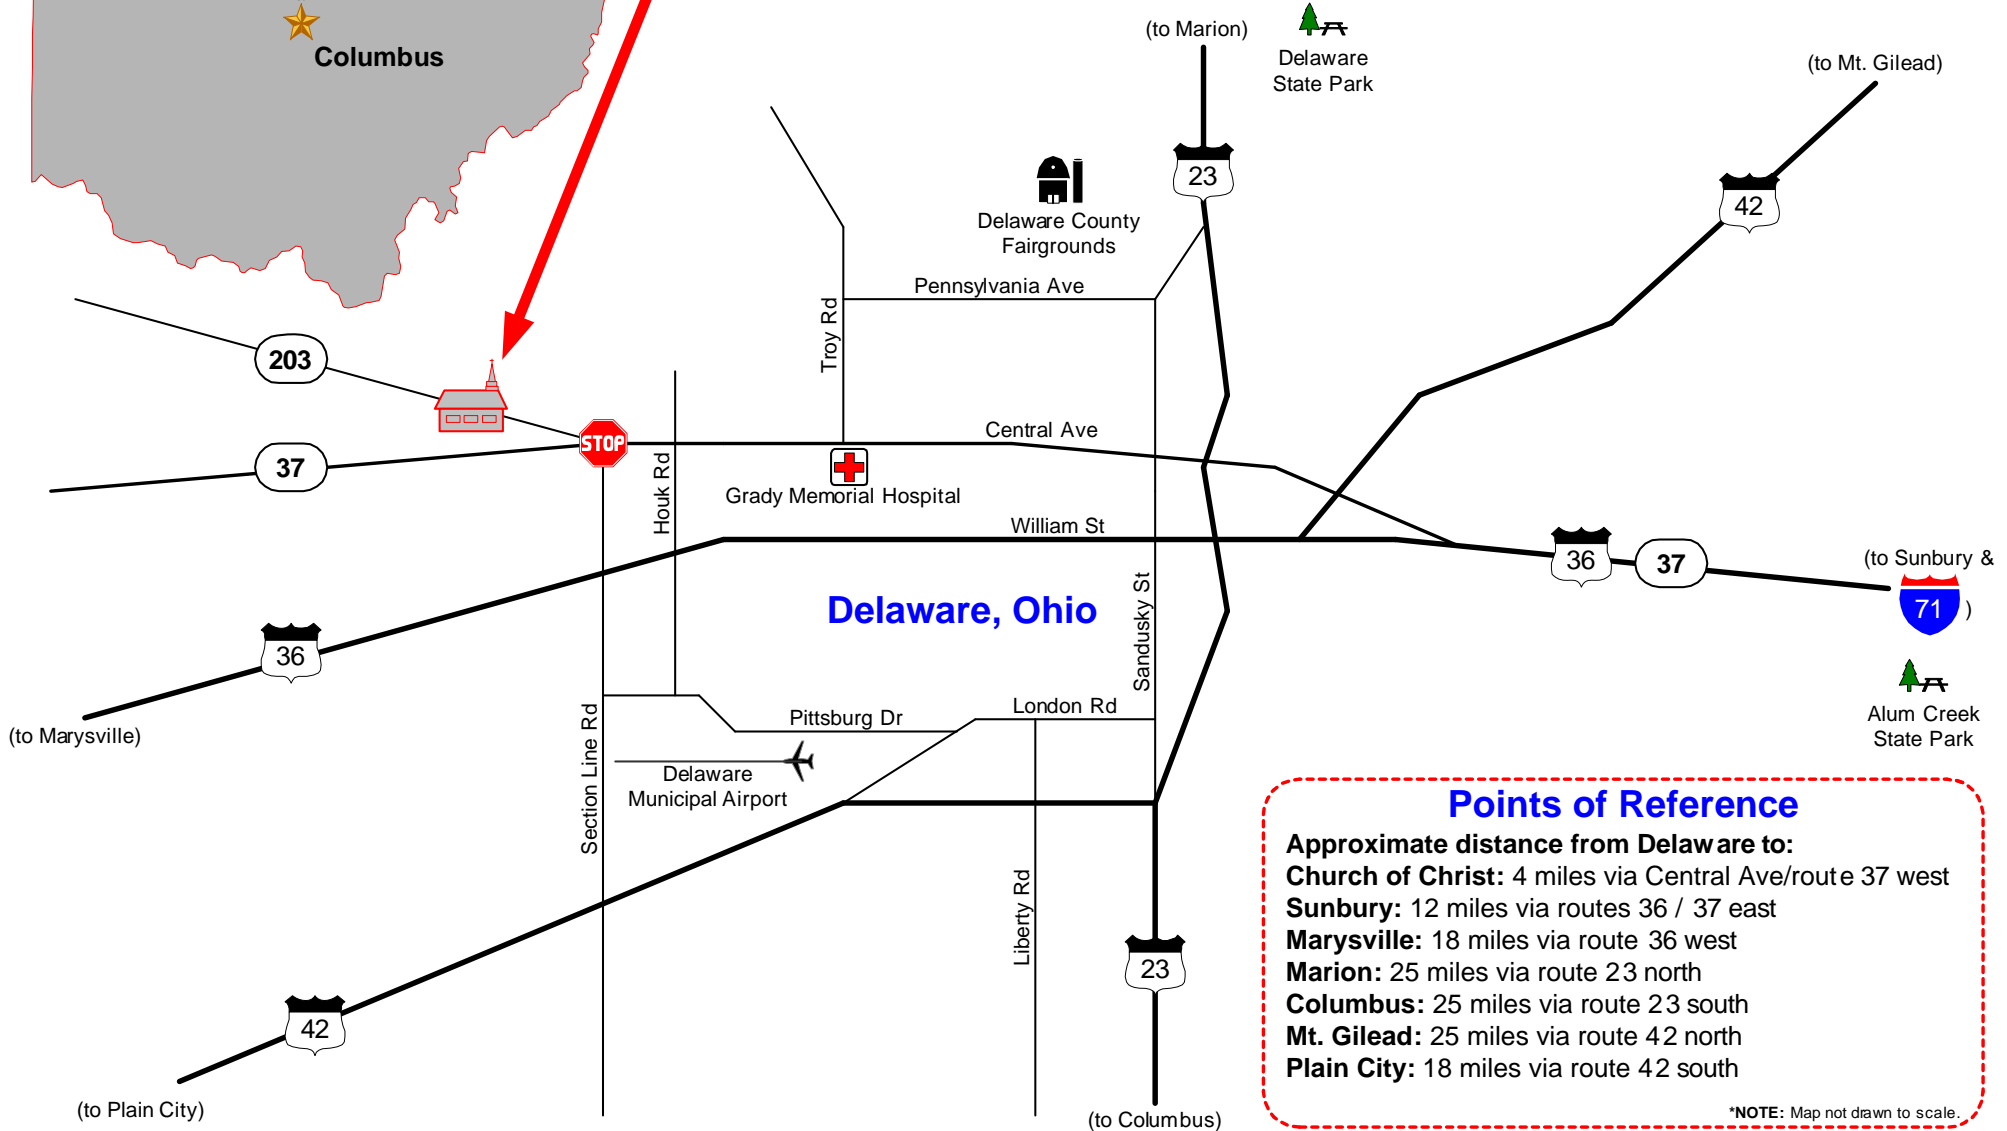 Columbus
(to Marion)
Delaware
State Park
(to Mt. Gilead)
23
42
Delaware County
Fairgrounds
Pennsylvania Ave
Troy Rd
203
STOP
Central Ave
37
Houk Rd
Grady Memorial Hospital
William St
36
37
(to Sunbury &
71 )
Delaware, Ohio
Sandusky St
36
(to Marysville)
Alum Creek
State Park
Section Line Rd
Pittsburg Dr
London Rd
Delaware
Municipal Airport
Liberty Rd
23
42
(to Plain City)
(to Columbus)
Points of Reference
Approximate distance from Delaware to:
Church of Christ: 4 miles via Central Ave/route 37 west
Sunbury: 12 miles via routes 36 / 37 east
Marysville: 18 miles via route 36 west
Marion: 25 miles via route 23 north
Columbus: 25 miles via route 23 south
Mt. Gilead: 25 miles via route 42 north
Plain City: 18 miles via route 42 south
*NOTE: Map not drawn to scale.